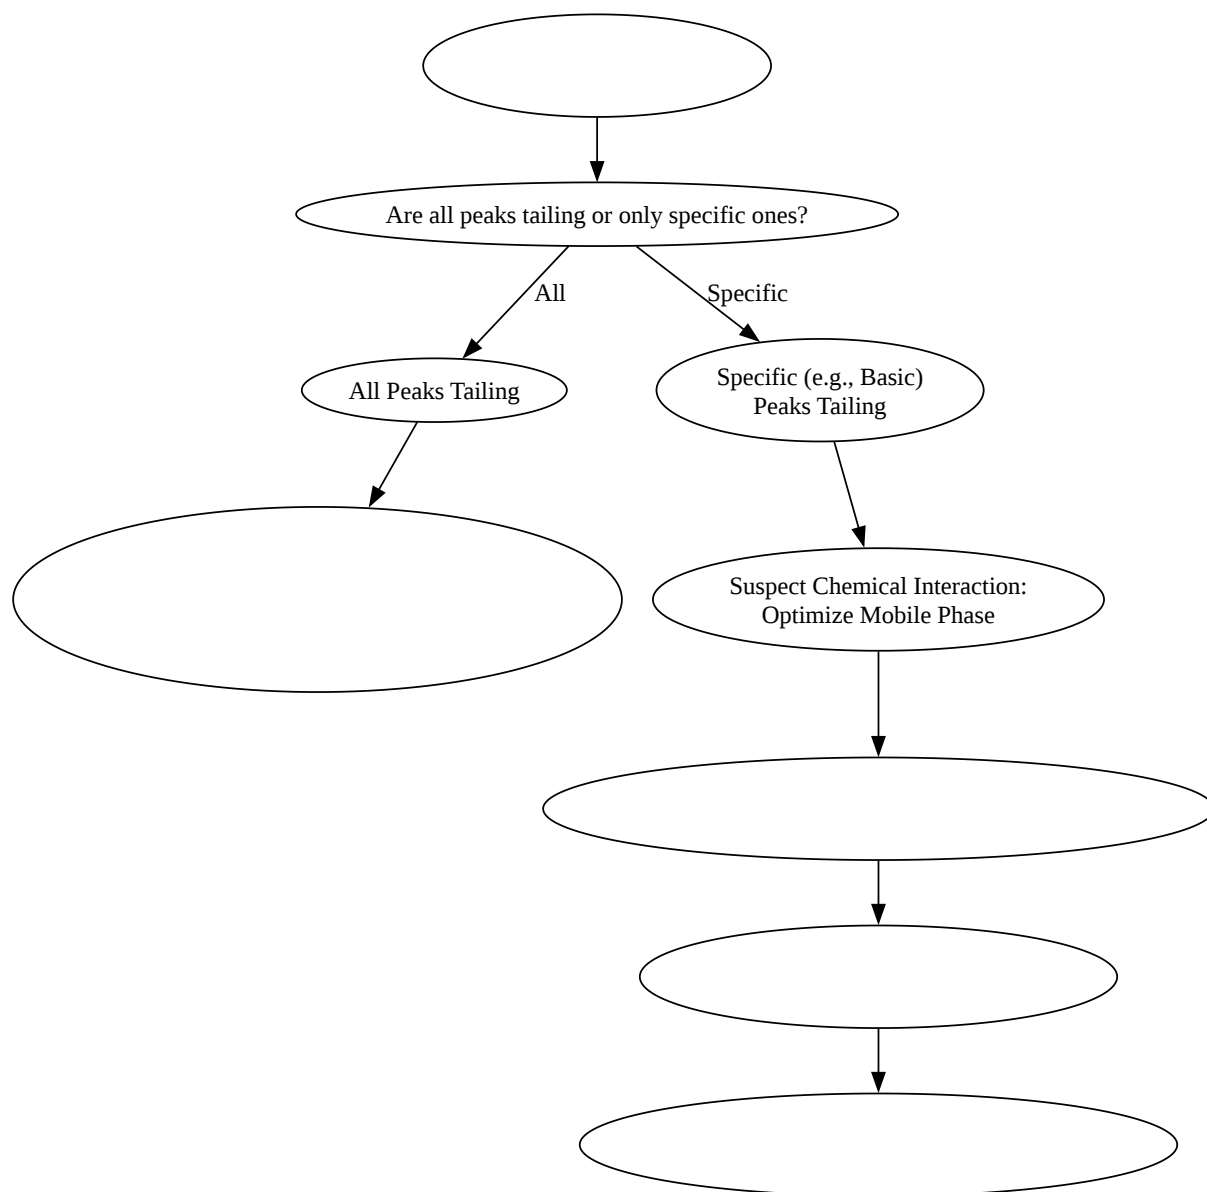 Are all peaks tailing or only specific ones?
All
Specific
All Peaks Tailing
Specific (e.g., Basic)
Peaks Tailing
Suspect Chemical Interaction:
Optimize Mobile Phase